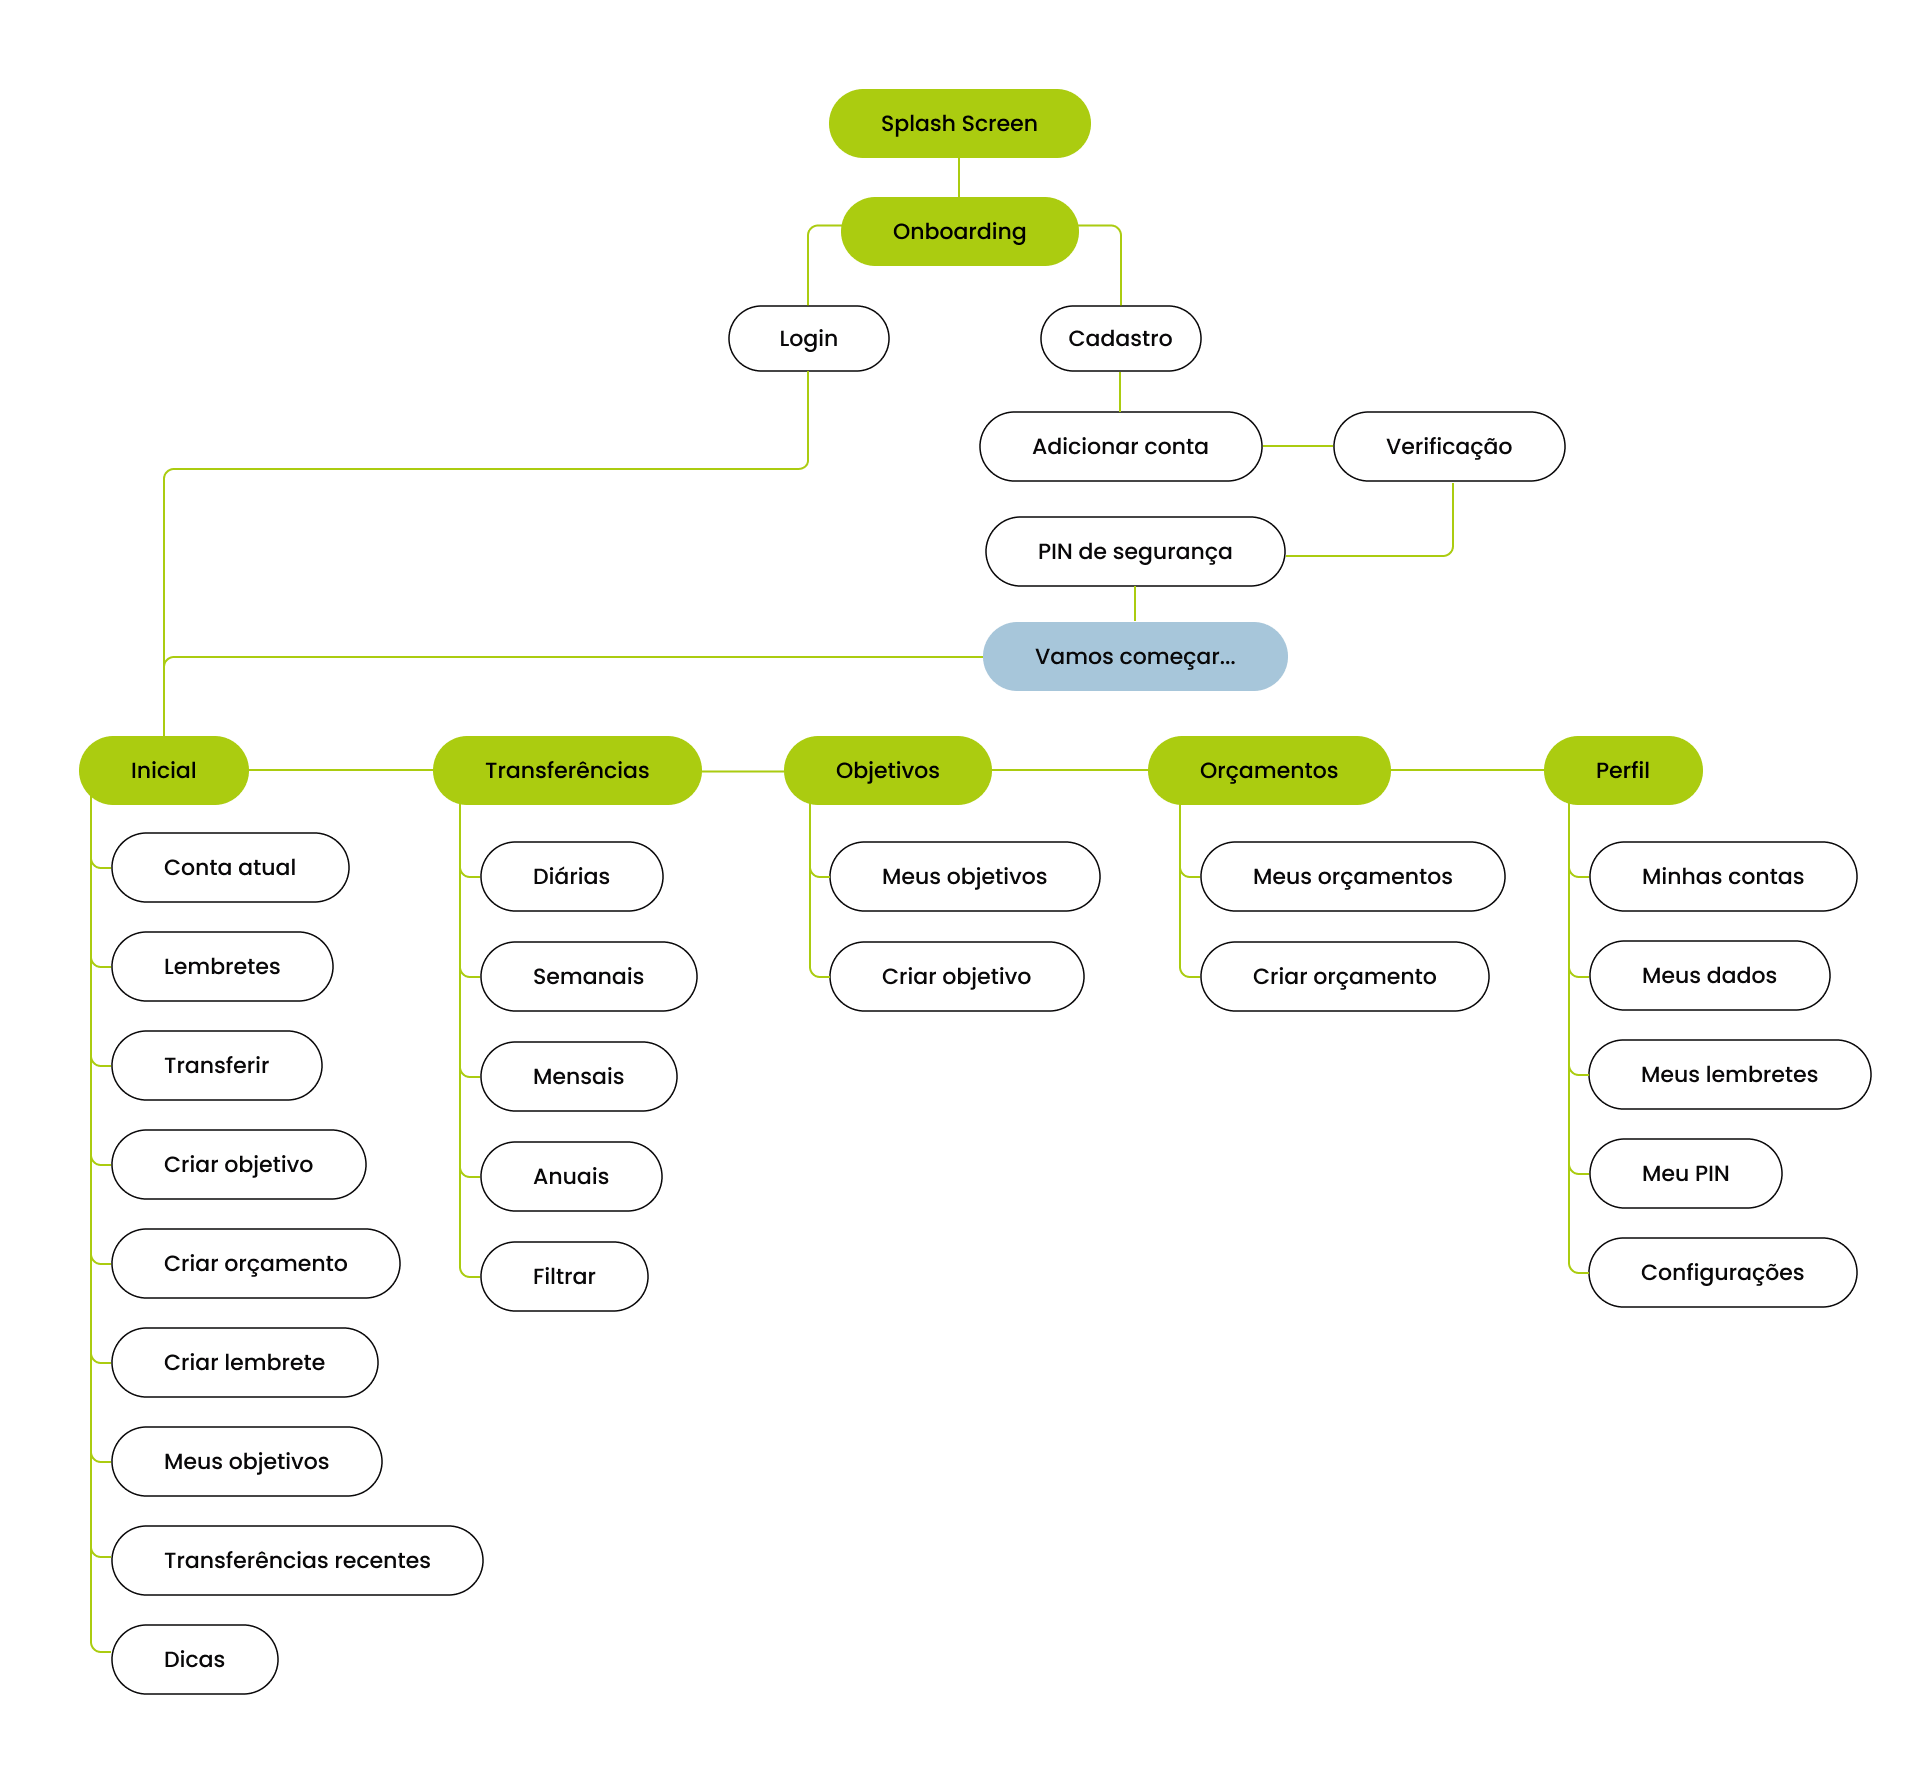 Splash Screen
Onboarding
Login
Cadastro
Adicionar conta
Verificação
PIN de segurança
Vamos começar...
Inicial
Transferências
Objetivos
Orçamentos
Perfil
Conta atual
Lembretes
Transferir
Criar objetivo
Criar orçamento
Criar lembrete
Meus objetivos
Transferências recentes
Dicas
Diárias
Semanais
Mensais
Anuais
Filtrar
Meus objetivos
Criar objetivo
Meus orçamentos
Criar orçamento
Minhas contas
Meus dados
Meus lembretes
Meu PIN
Configurações